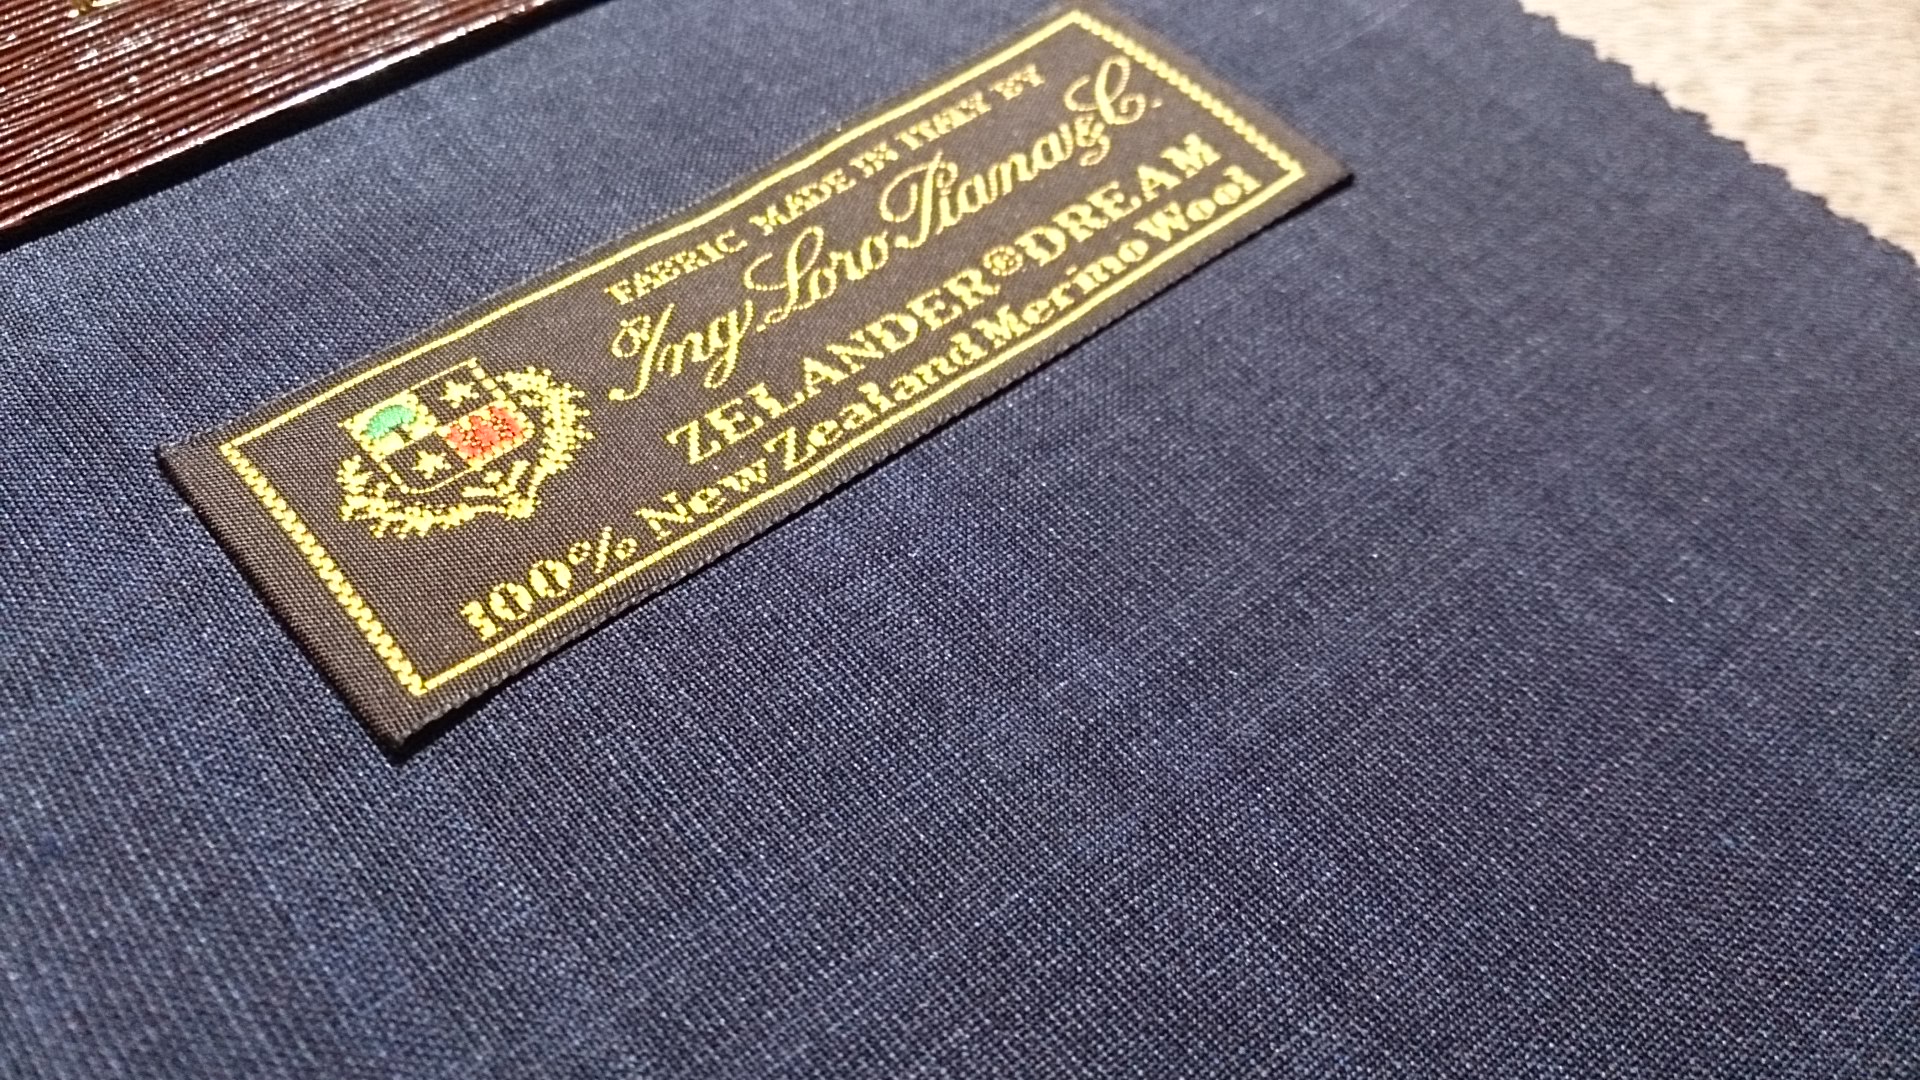 FABRIC MADE IN ITALY BY
Ing. Loro Piana & C.
ZELANDER®DREAM
100% New Zealand Merino Wool